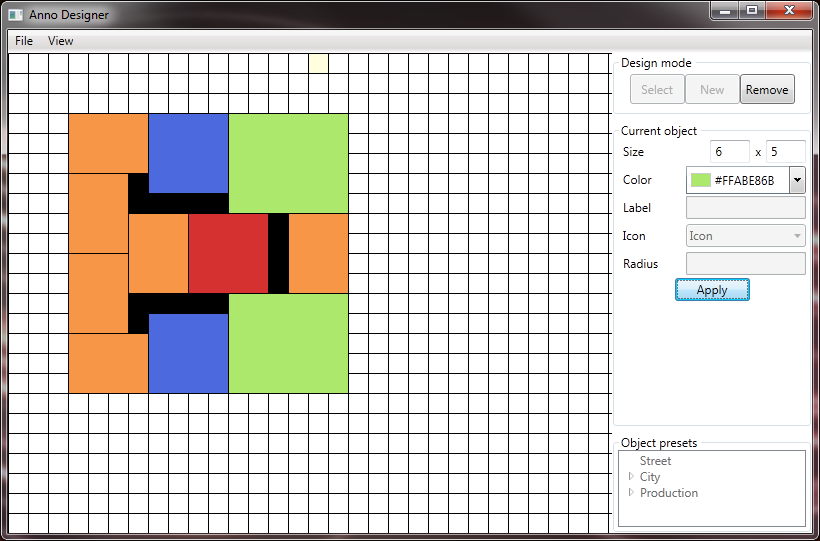 Anno Designer
File View
Design mode
Select New Remove
Current object
Size 6 x 5
Color #FFABE86B
Label
Icon Icon
Radius
Apply
Object presets
Street
City
Production